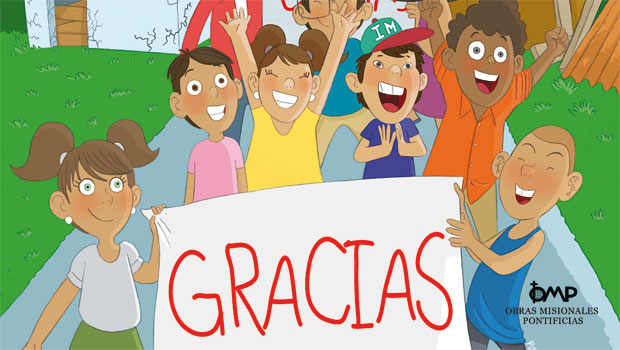 IM
GRACIAS
OMP
OBRAS MISIONALES
PONTIFICIAS